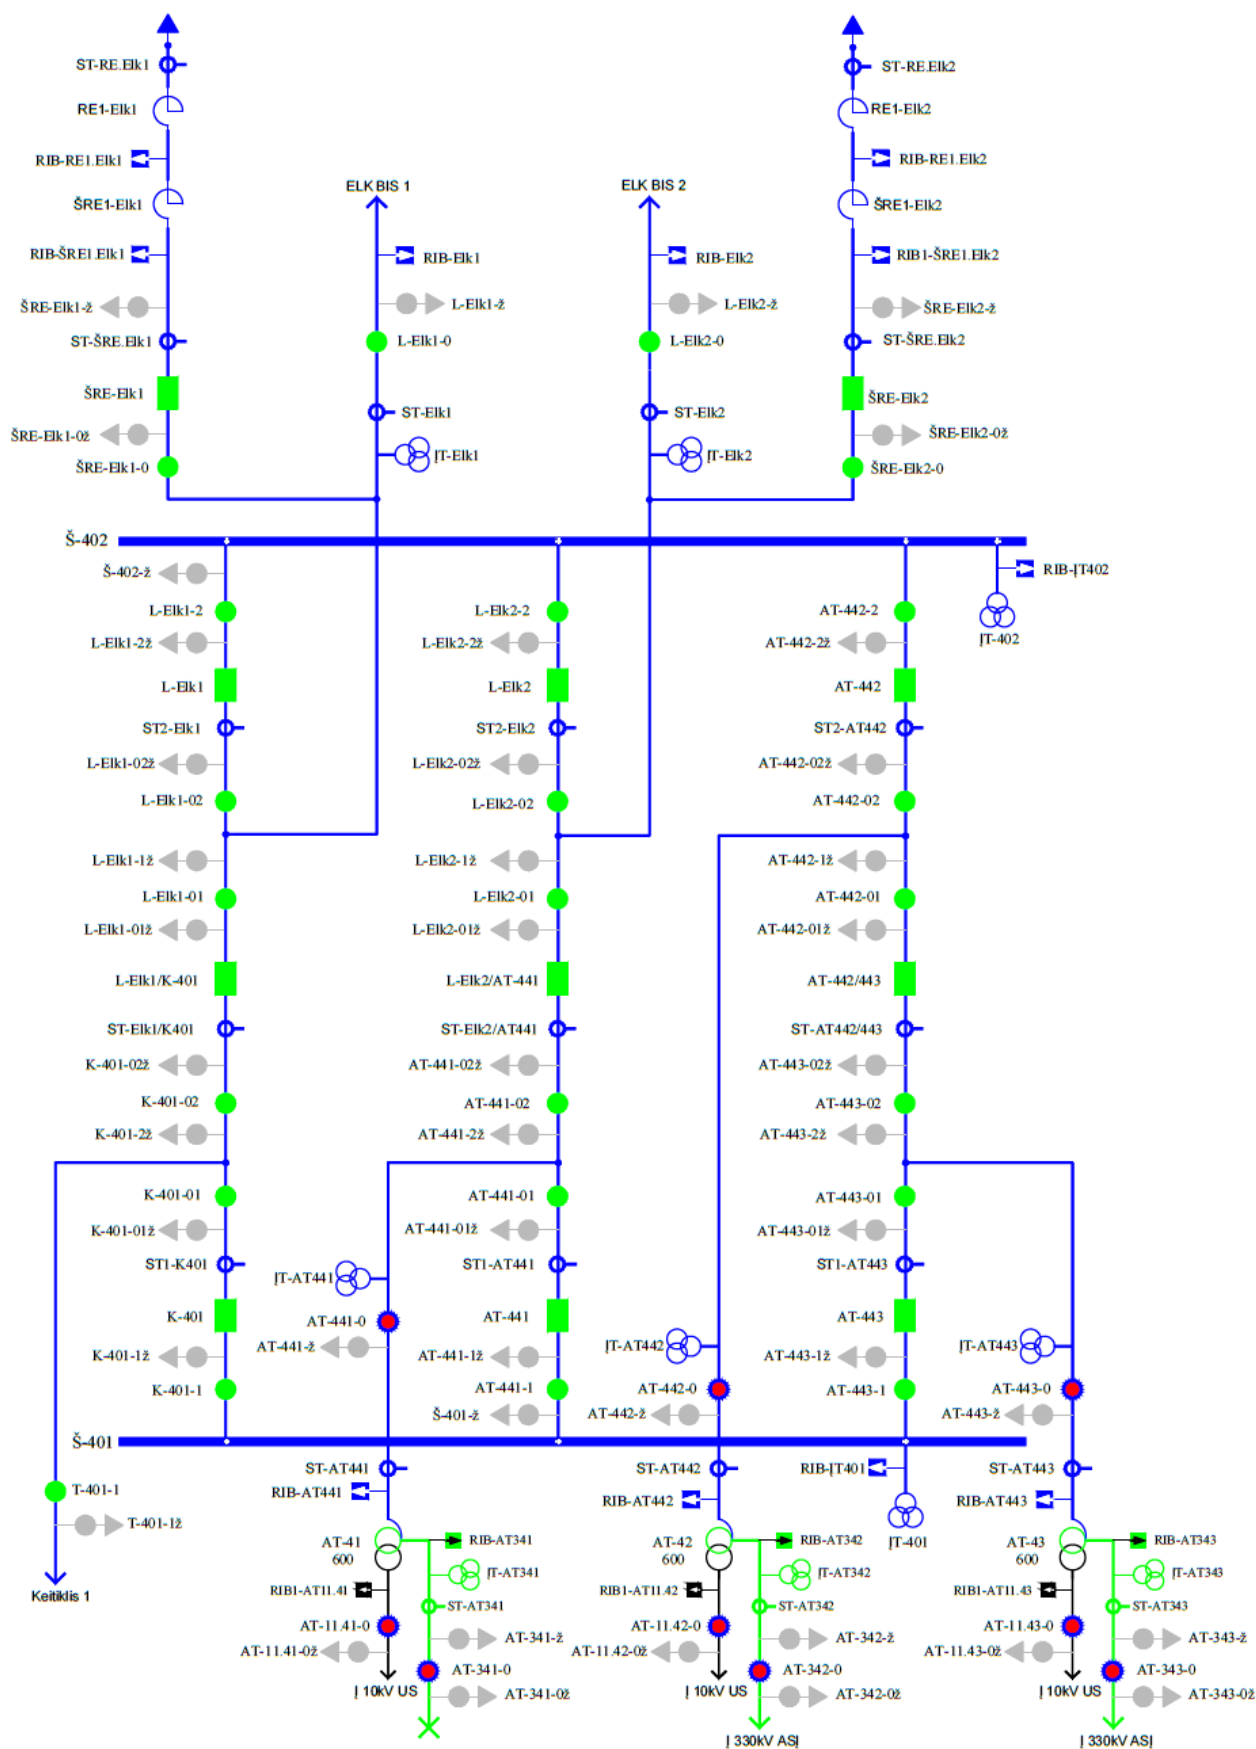 ST-RE.Elk1
ST-RE.Elk2
RE1-Elk1
RE1-Elk2
RIB-RE1.Elk1
RIB-RE1.Elk2
ELK BIS 1
ELK BIS 2
ŠRE1-Elk1
ŠRE1-Elk2
RIB-ŠRE1.Elk1
RIB-Elk1
RIB-Elk2
RIB1-ŠRE1.Elk2
ŠRE-Elk1-ž
L-Elk1-ž
L-Elk2-ž
ŠRE-Elk2-ž
ST-ŠRE.Elk1
L-Elk1-0
L-Elk2-0
ST-ŠRE.Elk2
ŠRE-Elk1
ŠRE-Elk2
ST-Elk1
ST-Elk2
ŠRE-Elk1-0ž
ŠRE-Elk2-0ž
ĮT-Elk1
ĮT-Elk2
ŠRE-Elk1-0
ŠRE-Elk2-0
Š-402
Š-402-ž
RIB-ĮT402
L-Elk1-2
L-Elk2-2
AT-442-2
ĮT-402
L-Elk1-2ž
L-Elk2-2ž
AT-442-2ž
L-Elk1
L-Elk2
AT-442
ST2-Elk1
ST2-Elk2
ST2-AT442
L-Elk1-02ž
L-Elk2-02ž
AT-442-02ž
L-Elk1-02
L-Elk2-02
AT-442-02
L-Elk1-1ž
L-Elk2-1ž
AT-442-1ž
L-Elk1-01
L-Elk2-01
AT-442-01
L-Elk1-01ž
L-Elk2-01ž
AT-442-01ž
L-Elk1/K-401
L-Elk2/AT-441
AT-442/443
ST-Elk1/K401
ST-Elk2/AT441
ST-AT442/443
K-401-02ž
AT-441-02ž
AT-443-02ž
K-401-02
AT-441-02
AT-443-02
K-401-2ž
AT-441-2ž
AT-443-2ž
K-401-01
AT-441-01
AT-443-01
K-401-01ž
AT-441-01ž
AT-443-01ž
ST1-K401
ĮT-AT441
ST1-AT441
ST1-AT443
K-401
AT-441-0
AT-441
AT-443
AT-441-ž
ĮT-AT442
ĮT-AT443
K-401-1ž
AT-441-1ž
AT-443-1ž
K-401-1
AT-441-1
AT-442-0
AT-443-1
AT-443-0
Š-401-ž
AT-442-ž
AT-443-ž
Š-401
ST-AT441
ST-AT442
RIB-ĮT401
ST-AT443
T-401-1
RIB-AT441
RIB-AT442
RIB-AT443
T-401-1ž
AT-41
600
RIB-AT341
AT-42
600
RIB-AT342
ĮT-401
AT-43
600
RIB-AT343
ĮT-AT341
ĮT-AT342
ĮT-AT343
Keitiklis 1
RIB1-AT11.41
RIB1-AT11.42
RIB1-AT11.43
ST-AT341
ST-AT342
ST-AT343
AT-11.41-0
AT-11.42-0
AT-11.43-0
AT-341-ž
AT-342-ž
AT-343-ž
AT-11.41-0ž
AT-11.42-0ž
AT-11.43-0ž
AT-341-0
AT-342-0
AT-343-0
Į 10kV US
Į 10kV US
Į 10kV US
AT-341-0ž
AT-342-0ž
AT-343-0ž
Į 330kV ASĮ
Į 330kV ASĮ